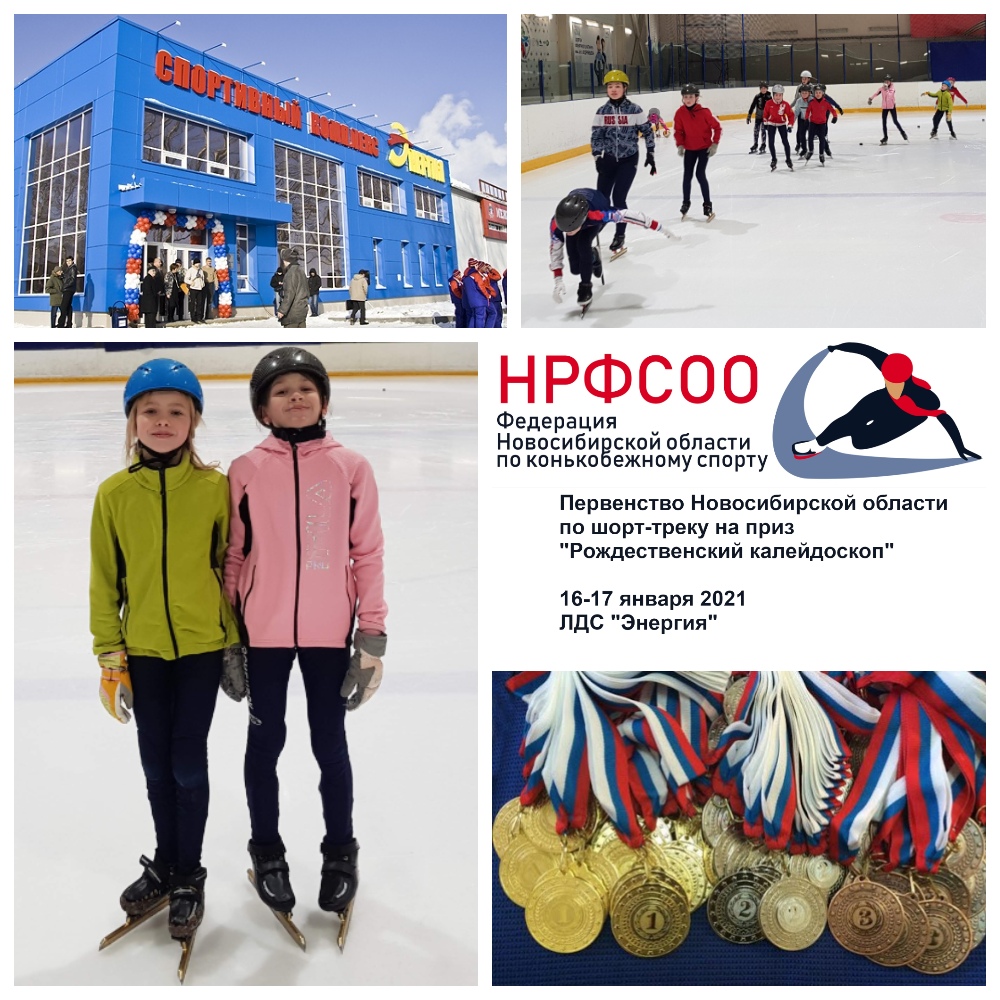 СПОРТИВНЫЙ КОМПЛЕКС
Энергия
RUSSIA
НРФСОО
Федерация
Новосибирской области
по конькобежному спорту
Первенство Новосибирской области
по шорт-треку на приз
"Рождественский калейдоскоп"
16-17 января 2021
ЛДС "Энергия"
1
1
2
3